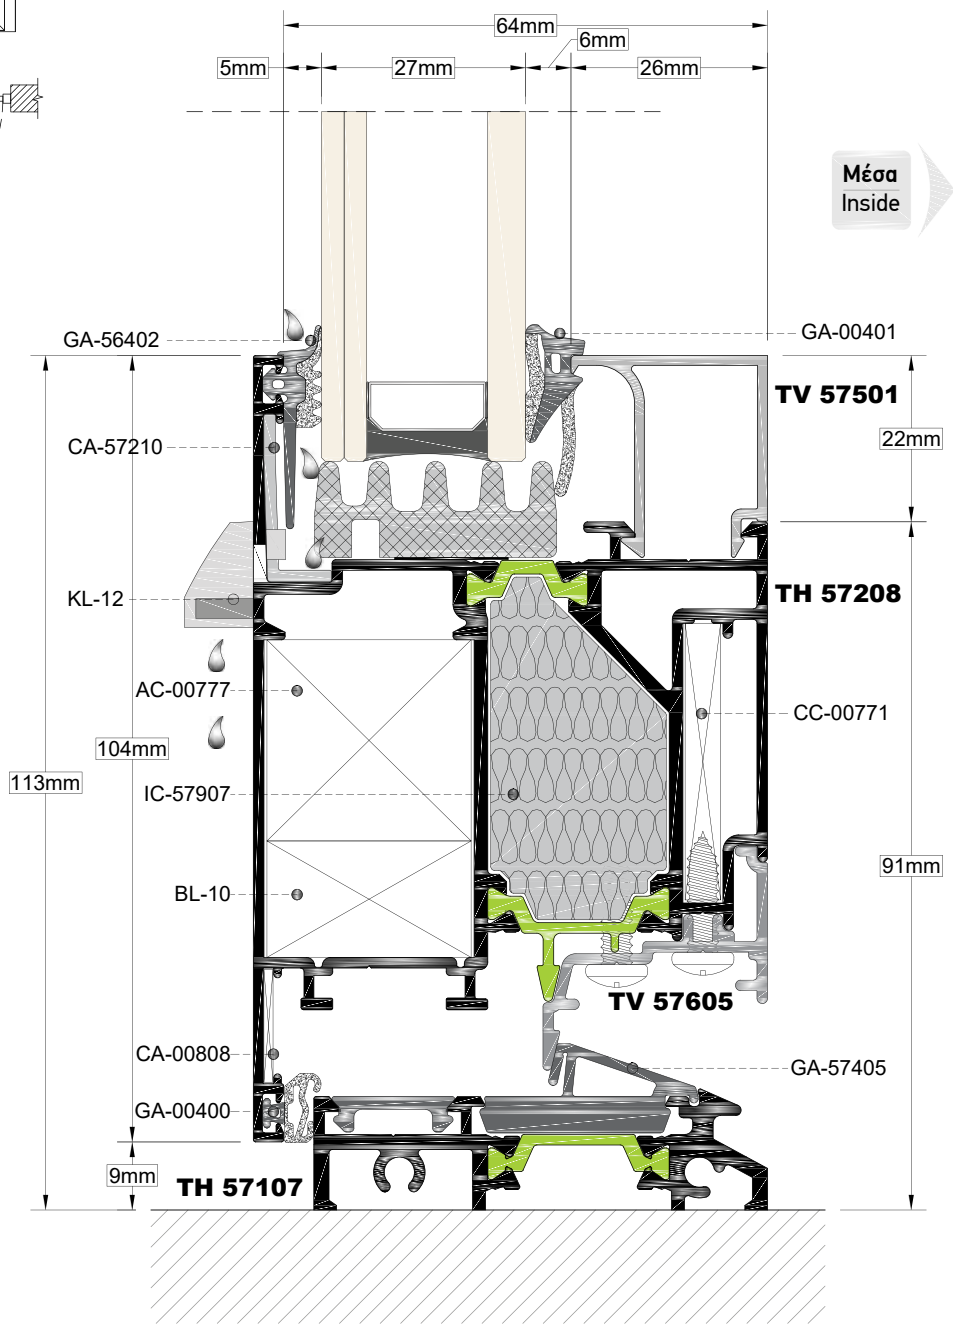 64mm
6mm
5mm
27mm
26mm
Μέσα
Inside
GA-56402
GA-00401
TV 57501
CA-57210
22mm
KL-12
TH 57208
AC-00777
CC-00771
104mm
113mm
IC-57907
91mm
BL-10
TV 57605
CA-00808
GA-57405
GA-00400
9mm
TH 57107